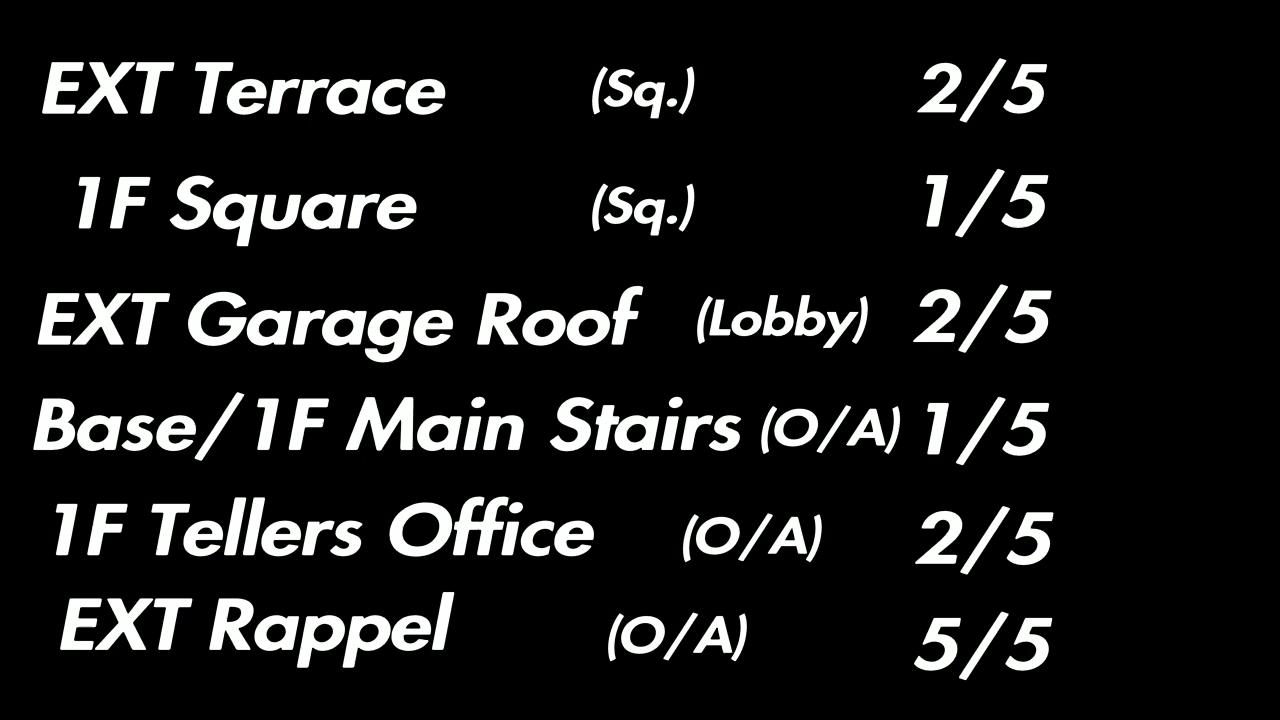 EXT Terrace (Sq.) 2/5
1F Square (Sq.) 1/5
EXT Garage Roof (Lobby) 2/5
Base/1F Main Stairs (O/A) 1/5
1F Tellers Office (O/A) 2/5
EXT Rappel (O/A) 5/5